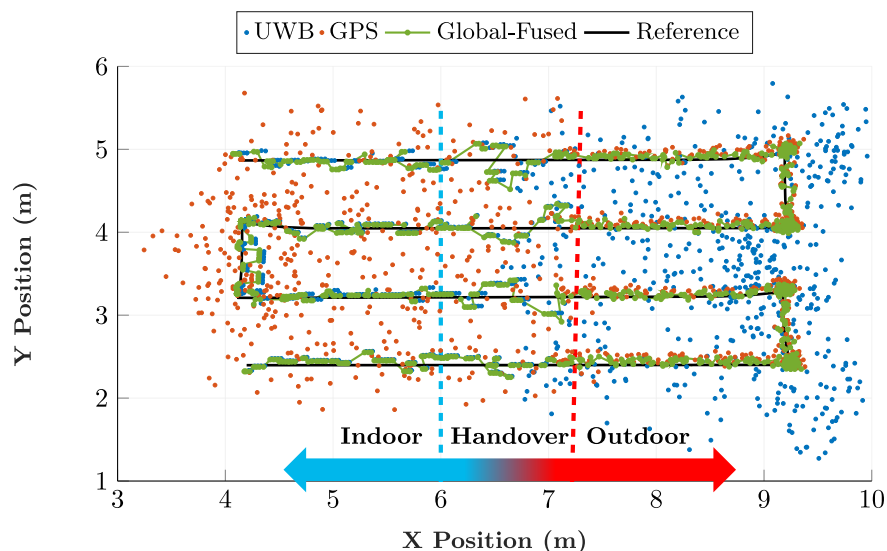 UWB GPS Global-Fused Reference
6
5
4
3
2
1
Y Position (m)
Indoor Handover Outdoor
3 4 5 6 7 8 9 10
X Position (m)